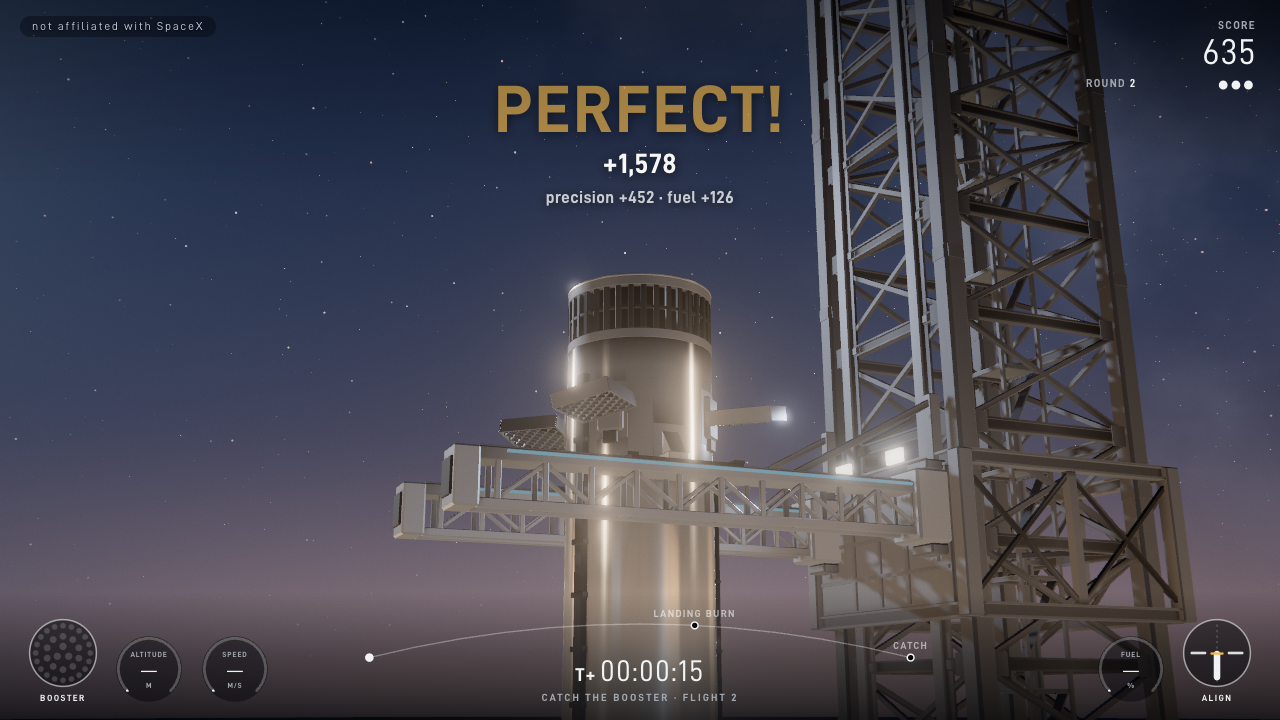 not affiliated with SpaceX
SCORE
635
ROUND 2
PERFECT!
+1,578
precision +452 · fuel +126
LANDING BURN
CATCH
T+ 00:00:15
CATCH THE BOOSTER · FLIGHT 2
BOOSTER
ALTITUDE
—
M
SPEED
—
M/S
FUEL
—
%
ALIGN